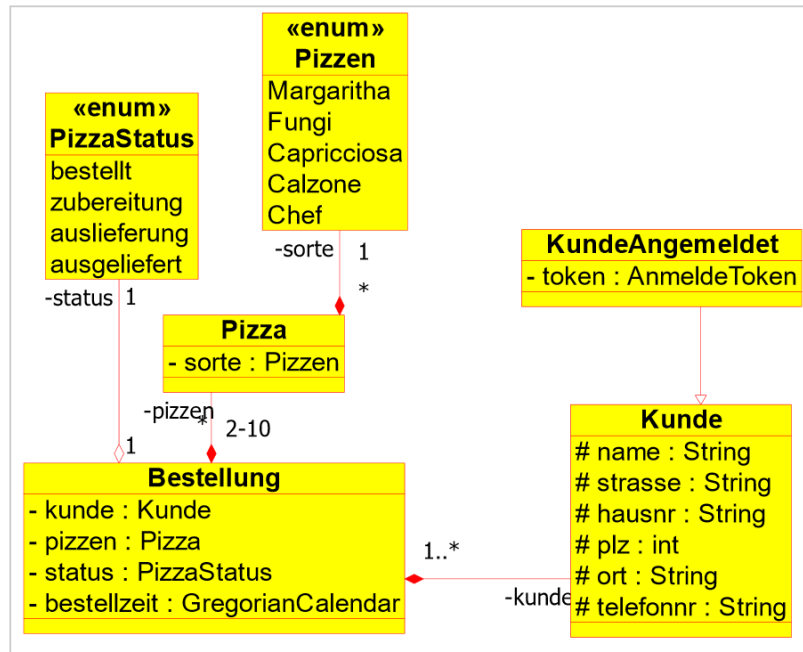 «enum»
PizzaStatus
bestellt
zubereitung
auslieferung
ausgeliefert
-status 1
1
«enum»
Pizzen
Margaritha
Fungi
Capricciosa
Calzone
Chef
-sorte 1
*
Pizza
- sorte : Pizzen
-pizzen
*
2-10
KundeAngemeldet
- token : AnmeldeToken
Bestellung
- kunde : Kunde
- pizzen : Pizza
- status : PizzaStatus
- bestellzeit : GregorianCalendar
1..*
-kunde
Kunde
# name : String
# strasse : String
# hausnr : String
# plz : int
# ort : String
# telefonnr : String